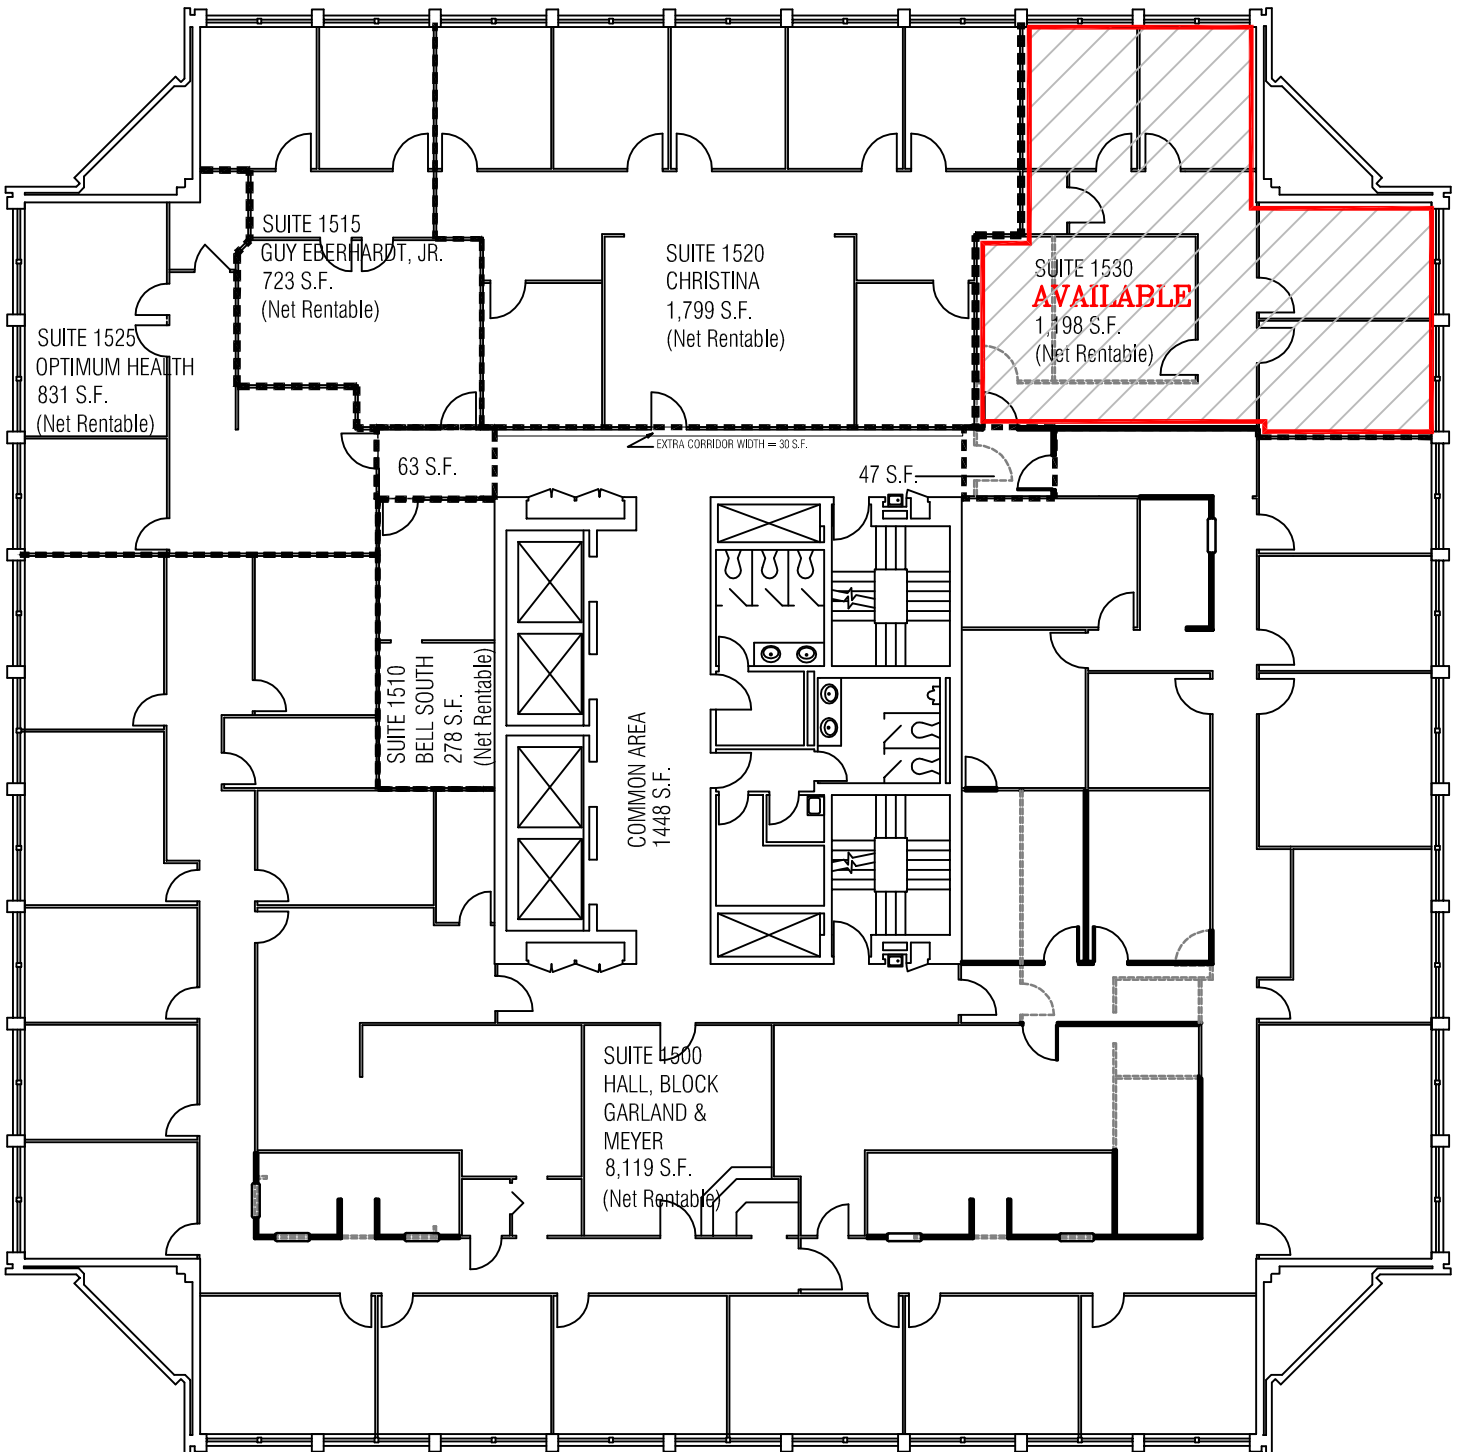 SUITE 1515
GUY EBERHARDT, JR.
723 S.F.
(Net Rentable)
SUITE 1520
CHRISTINA
1,799 S.F.
(Net Rentable)
SUITE 1530
AVAILABLE
1,198 S.F.
(Net Rentable)
SUITE 1525
OPTIMUM HEALTH
831 S.F.
(Net Rentable)
EXTRA CORRIDOR WIDTH = 30 S.F.
63 S.F.
47 S.F.
SUITE 1510
BELL SOUTH
278 S.F.
(Net Rentable)
COMMON AREA
1448 S.F.
SUITE 1500
HALL, BLOCK
GARLAND &
MEYER
8,119 S.F.
(Net Rentable)